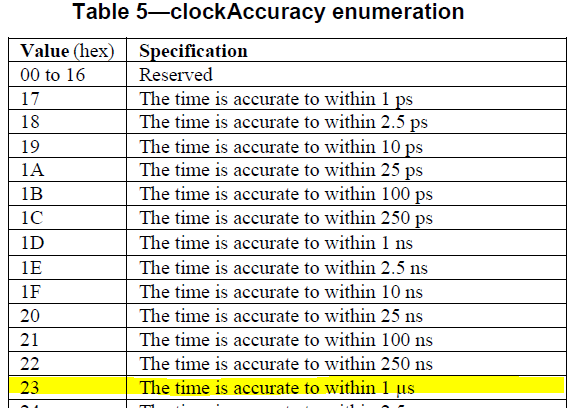 Table 5—clockAccuracy enumeration
Value (hex) Specification
00 to 16 Reserved
17 The time is accurate to within 1 ps
18 The time is accurate to within 2.5 ps
19 The time is accurate to within 10 ps
1A The time is accurate to within 25 ps
1B The time is accurate to within 100 ps
1C The time is accurate to within 250 ps
1D The time is accurate to within 1 ns
1E The time is accurate to within 2.5 ns
1F The time is accurate to within 10 ns
20 The time is accurate to within 25 ns
21 The time is accurate to within 100 ns
22 The time is accurate to within 250 ns
23 The time is accurate to within 1 μs